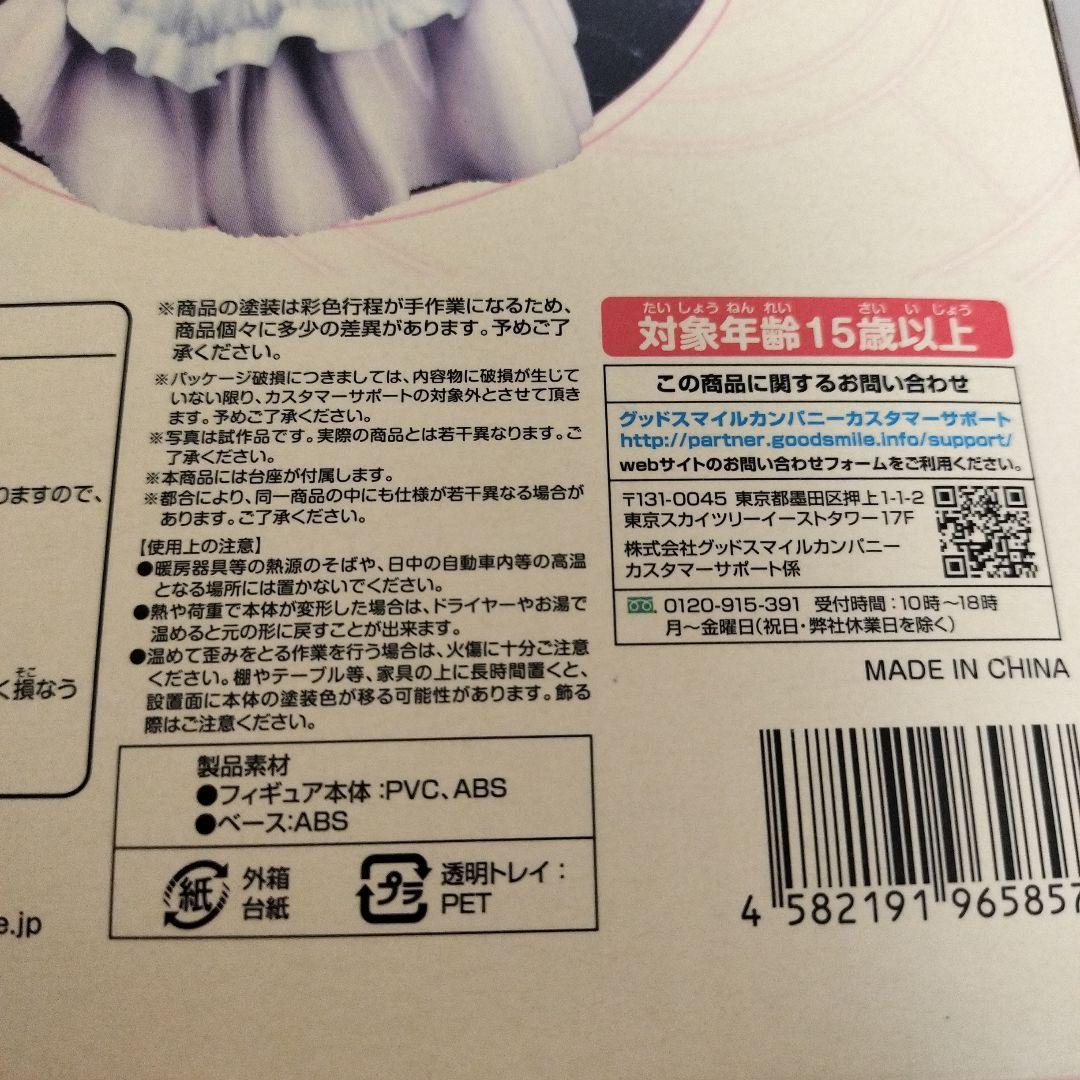 りますので、
そこ
く損なう
e.jp
※商品の塗装は彩色行程が手作業になるため、
商品個々に多少の差異があります。予めご了
承ください。
※パッケージ破損につきましては、内容物に破損が生じて
いない限り、カスタマーサポートの対象外とさせて頂き
ます。予めご了承ください。
※写真は試作品です。実際の商品とは若干異なります。ご
了承ください。
※本商品には台座が付属します。
※都合により、同一商品の中にも仕様が若干異なる場合が
あります。ご了承ください。
【使用上の注意】
●暖房器具等の熱源のそばや、日中の自動車内等の高温
となる場所には置かないでください。
●熱や荷重で本体が変形した場合は、ドライヤーやお湯で
温めると元の形に戻すことが出来ます。
●温めて歪みをとる作業を行う場合は、火傷に十分ご注意
ください。棚やテーブル等、家具の上に長時間置くと、
設置面に本体の塗装色が移る可能性があります。飾る
際はご注意ください。
製品素材
●フィギュア本体:PVC、ABS
●ベース:ABS
紙
外箱
台紙
プラ
透明トレイ:
PET
たいしょうねんれい さいいじょう
対象年齢15歳以上
この商品に関するお問い合わせ
グッドスマイルカンパニーカスタマーサポート
http://partner.goodsmile.info/support/
webサイトのお問い合わせフォームをご利用ください。
〒131-0045 東京都墨田区押上1-1-2
東京スカイツリーイーストタワー17F
株式会社グッドスマイルカンパニー
カスタマーサポート係
0120-915-391 受付時間:10時~18時
月~金曜日(祝日・弊社休業日を除く)
MADE IN CHINA
4 582191 965857